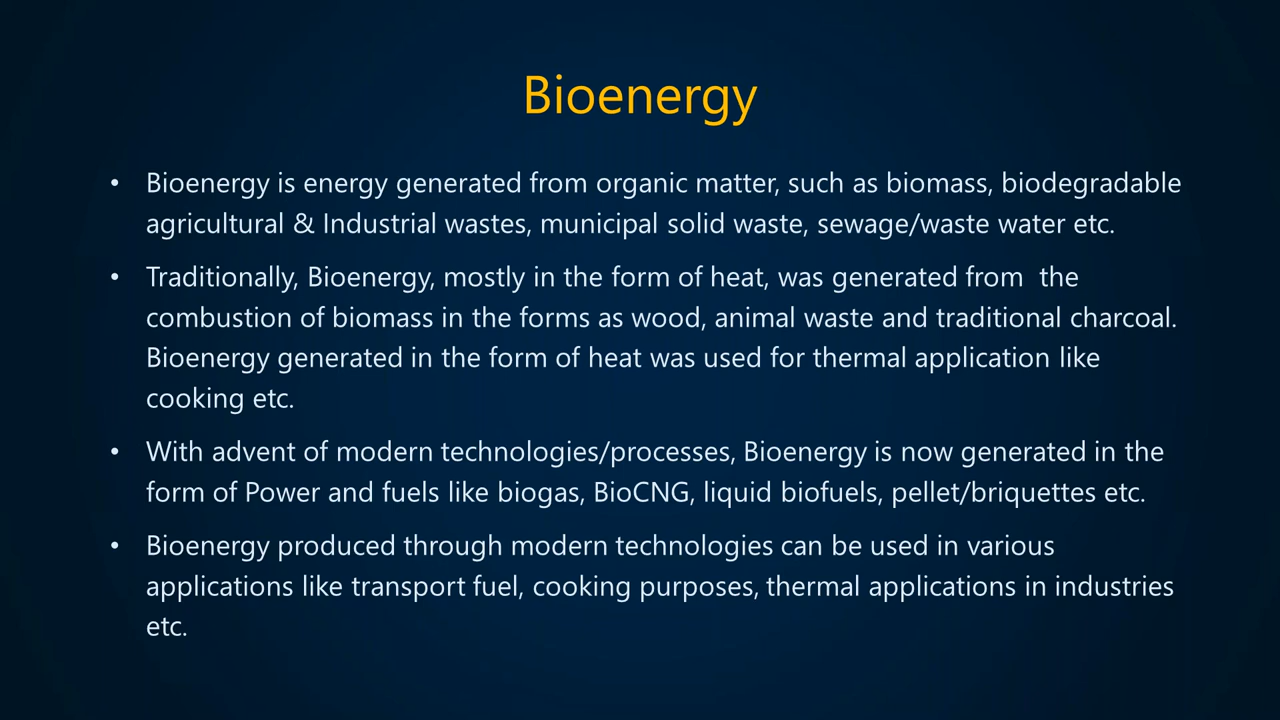 Bioenergy
• Bioenergy is energy generated from organic matter, such as biomass, biodegradable
agricultural & Industrial wastes, municipal solid waste, sewage/waste water etc.
• Traditionally, Bioenergy, mostly in the form of heat, was generated from  the
combustion of biomass in the forms as wood, animal waste and traditional charcoal.
Bioenergy generated in the form of heat was used for thermal application like
cooking etc.
• With advent of modern technologies/processes, Bioenergy is now generated in the
form of Power and fuels like biogas, BioCNG, liquid biofuels, pellet/briquettes etc.
• Bioenergy produced through modern technologies can be used in various
applications like transport fuel, cooking purposes, thermal applications in industries
etc.